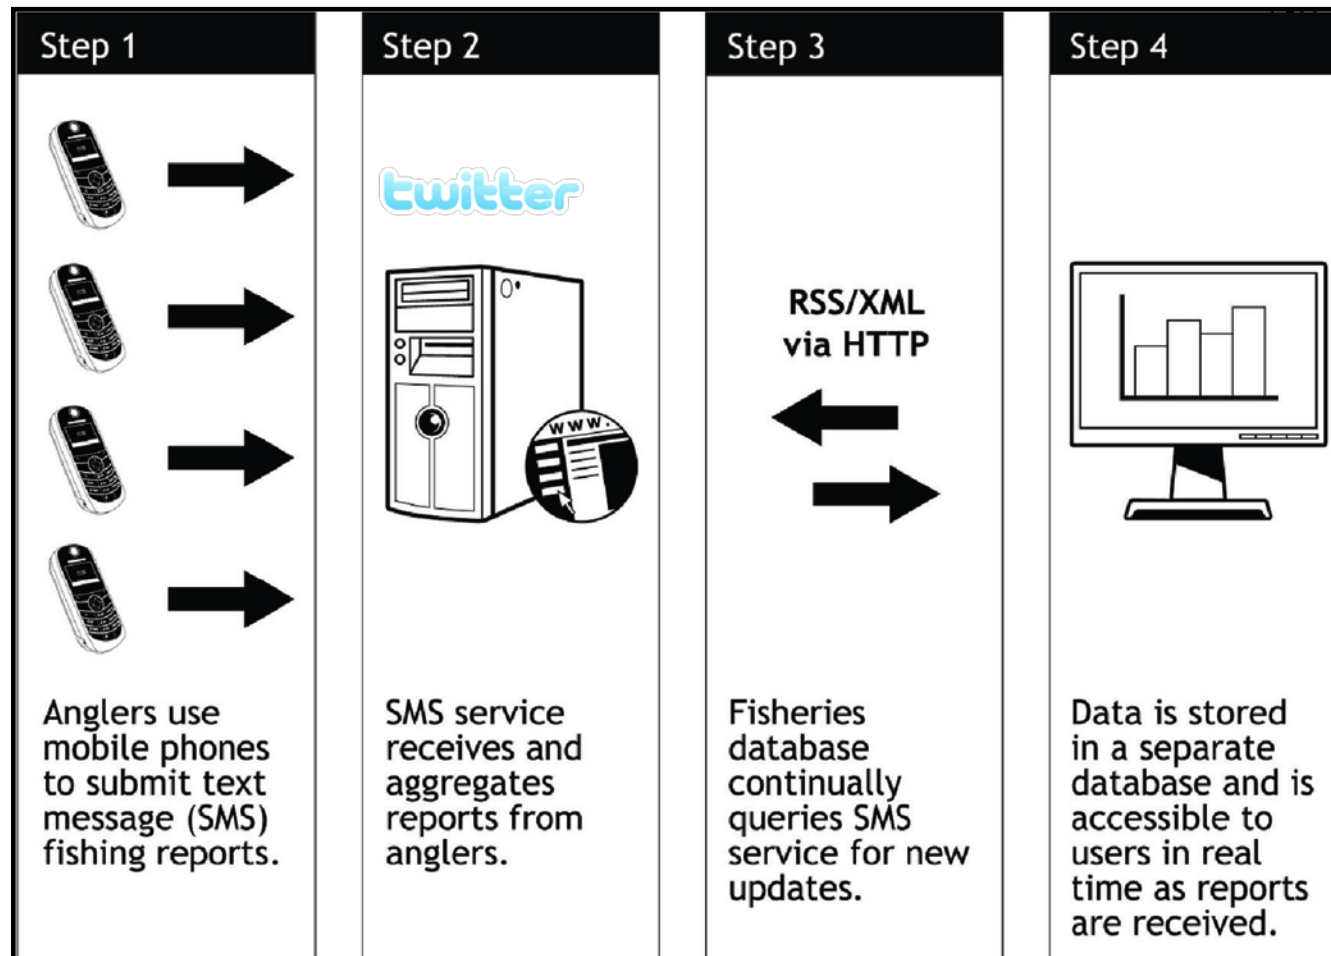 Step 1
Anglers use
mobile phones
to submit text
message (SMS)
fishing reports.
Step 2
twitter
www.
SMS service
receives and
aggregates
reports from
anglers.
Step 3
RSS/XML
via HTTP
Fisheries
database
continually
queries SMS
service for new
updates.
Step 4
Data is stored
in a separate
database and is
accessible to
users in real
time as reports
are received.